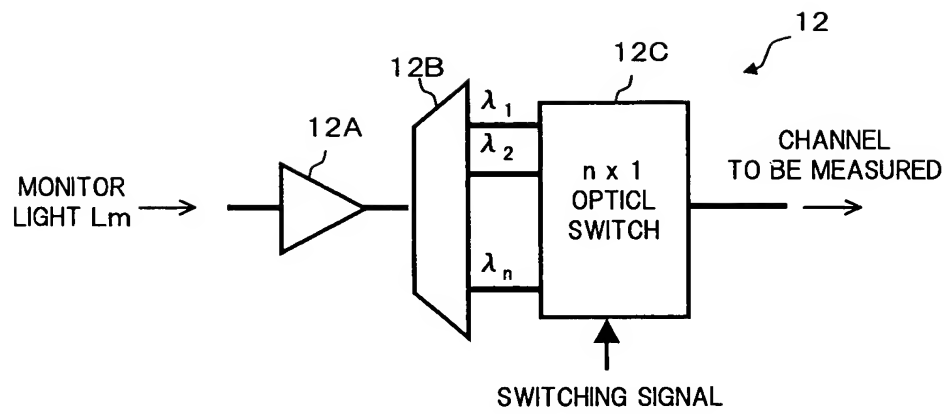 12
12B
12C
12A
λ1
λ2
λn
MONITOR
LIGHT Lm
n x 1
OPTICL
SWITCH
CHANNEL
TO BE MEASURED
SWITCHING SIGNAL